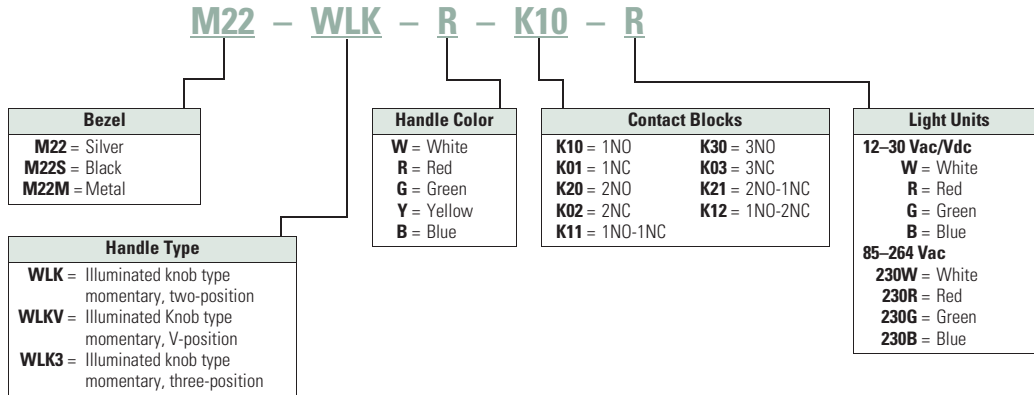 M22 – WLK – R – K10 – R
Bezel
M22 = Silver
M22S = Black
M22M = Metal
Handle Type
WLK = Illuminated knob type
momentary, two-position
WLKV = Illuminated Knob type
momentary, V-position
WLK3 = Illuminated knob type
momentary, three-position
Handle Color
W = White
R = Red
G = Green
Y = Yellow
B = Blue
Contact Blocks
K10 = 1NO
K01 = 1NC
K20 = 2NO
K02 = 2NC
K11 = 1NO-1NC
K30 = 3NO
K03 = 3NC
K21 = 2NO-1NC
K12 = 1NO-2NC
Light Units
12–30 Vac/Vdc
W = White
R = Red
G = Green
B = Blue
85–264 Vac
230W = White
230R = Red
230G = Green
230B = Blue